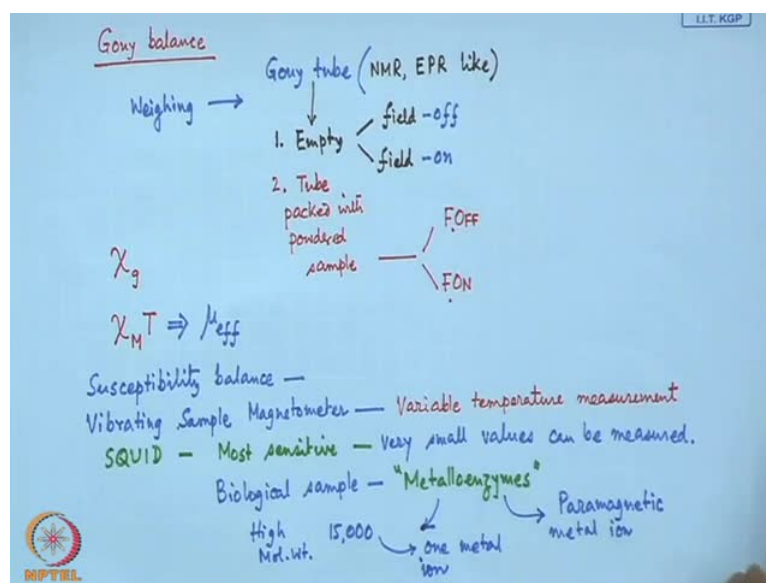 I.I.T. KGP
Gouy balance
Gouy tube (NMR, EPR like)
Weighing →
1. Empty
field -off
field -on
2. Tube
packed with
powdered
sample
F.OFF
F.ON
χg
χM T ⇒ μeff
Susceptibility balance —
Vibrating Sample Magnetometer — Variable temperature measurement
SQUID — Most sensitive — Very small values can be measured.
Biological sample — "Metalloenzymes"
High
Mol. Wt.
15,000
one metal
ion
Paramagnetic
metal ion
NPTEL